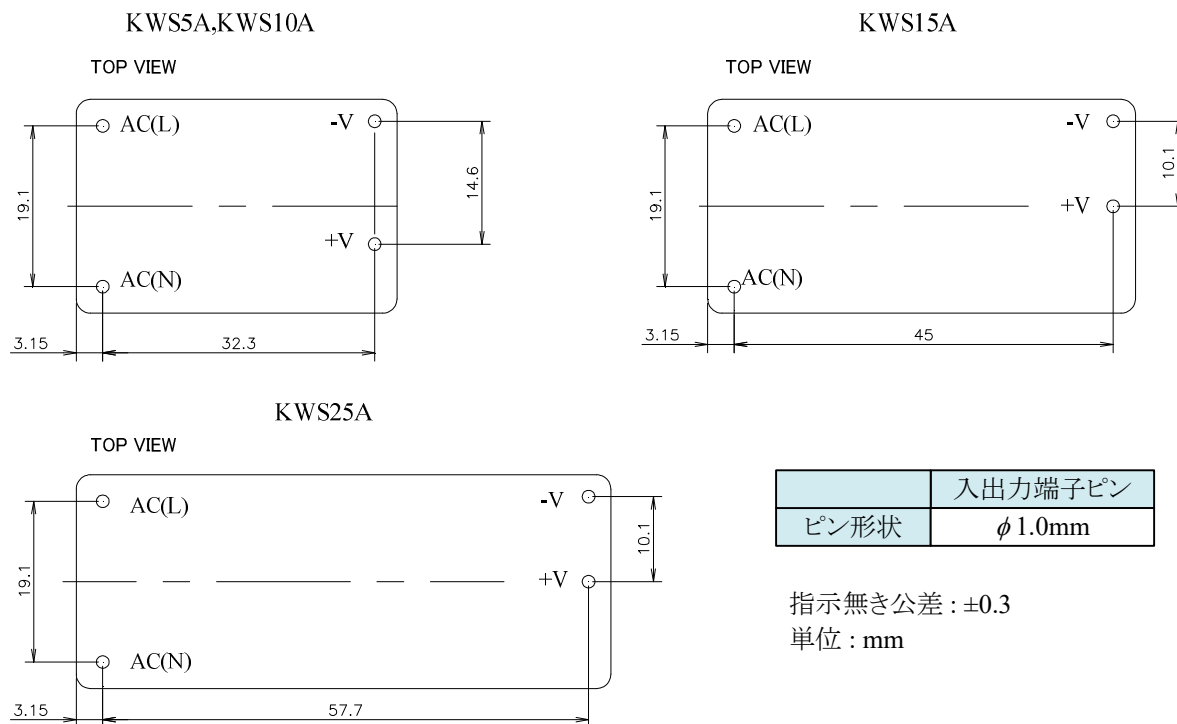 KWS5A,KWS10A
TOP VIEW
AC(L)
-V
19.1
14.6
+V
AC(N)
3.15
32.3
KWS15A
TOP VIEW
AC(L)
-V
19.1
10.1
+V
AC(N)
3.15
45
KWS25A
TOP VIEW
AC(L)
-V
19.1
10.1
+V
AC(N)
3.15
57.7
入出力端子ピン
ピン形状 φ1.0mm
指示無き公差 : ±0.3
単位 : mm